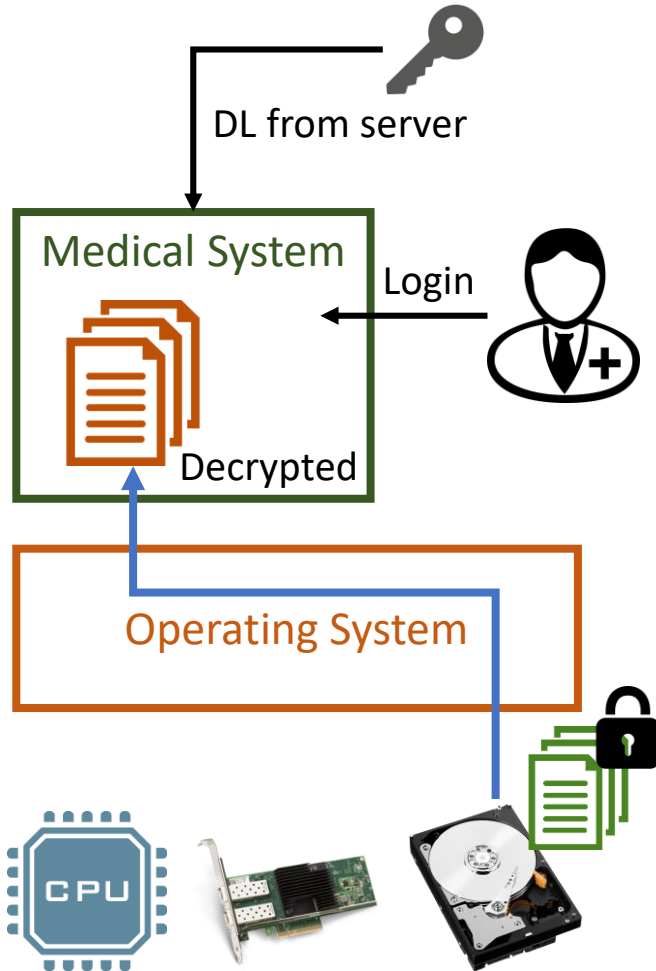 DL from server
Medical System
Login
Decrypted
Operating System
CPU